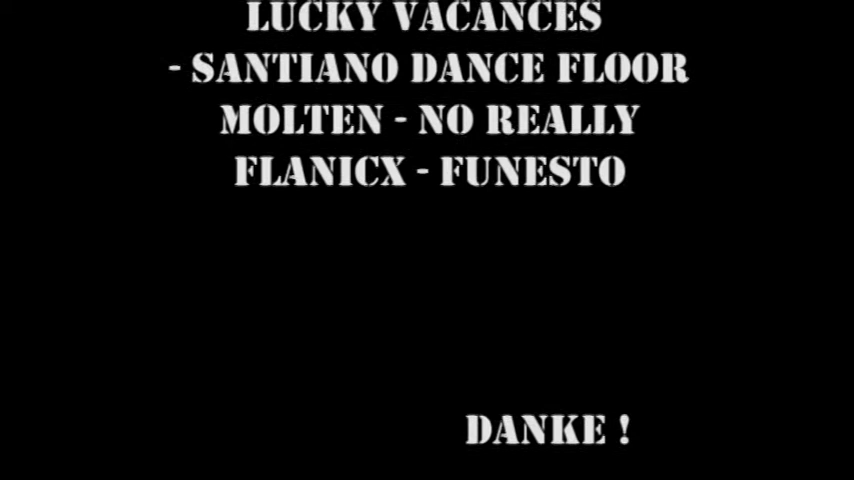 LUCKY VACANCES
- SANTIANO DANCE FLOOR
MOLTEN - NO REALLY
FLANICX - FUNESTO
DANKE !